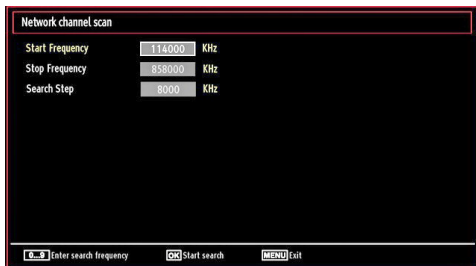 Network channel scan
Start Frequency 114000 KHz
Stop Frequency 858000 KHz
Search Step 8000 KHz
0...9 Enter search frequency OK Start search MENU Exit